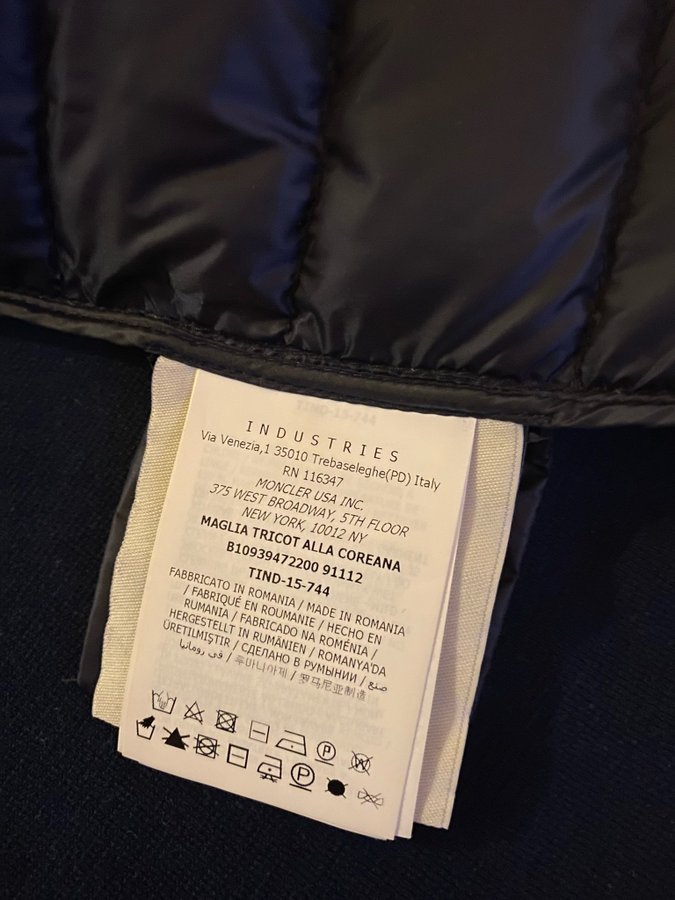 INDUSTRIES
Via Venezia,1 35010 Trebaseleghe(PD) Italy
RN 116347
MONCLER USA INC.
375 WEST BROADWAY, 5TH FLOOR
NEW YORK, 10012 NY
MAGLIA TRICOT ALLA COREANA
B10939472200 91112
TIND-15-744
FABBRICATO IN ROMANIA / MADE IN ROMANIA
/ FABRIQUÉ EN ROUMANIE / HECHO EN
RUMANIA / FABRICADO NA ROMÉNIA /
HERGESTELLT IN RUMÄNIEN / ROMANYA'DA
ÜRETILMIŞTIR / СДЕЛАНО В РУМЫНИИ / صنع
في رومانيا / 루마니아제 / 罗马尼亚制造
P W
P